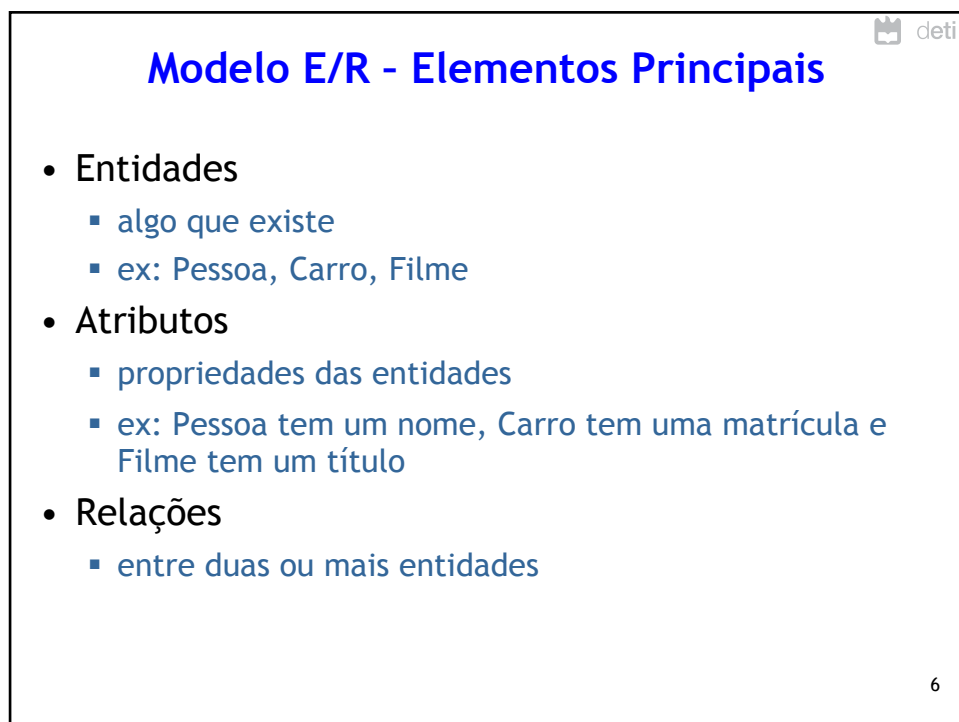 deti
Modelo E/R – Elementos Principais
• Entidades
▪ algo que existe
▪ ex: Pessoa, Carro, Filme
• Atributos
▪ propriedades das entidades
▪ ex: Pessoa tem um nome, Carro tem uma matrícula e
Filme tem um título
• Relações
▪ entre duas ou mais entidades
6